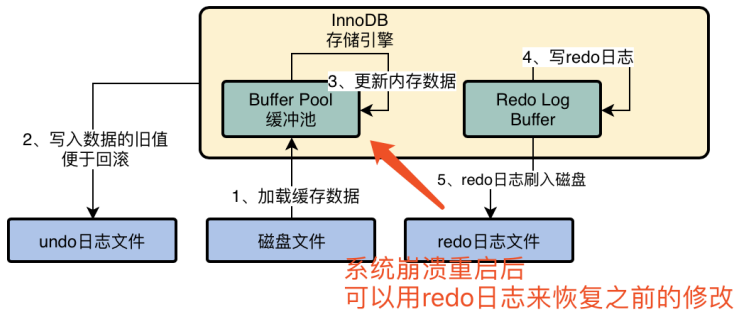 InnoDB
存储引擎
4、写redo日志
3、更新内存数据
Buffer Pool
缓冲池
Redo Log
Buffer
2、写入数据的旧值
便于回滚
1、加载缓存数据
5、redo日志刷入磁盘
undo日志文件
磁盘文件
redo日志文件
系统崩溃重启后
可以用redo日志来恢复之前的修改